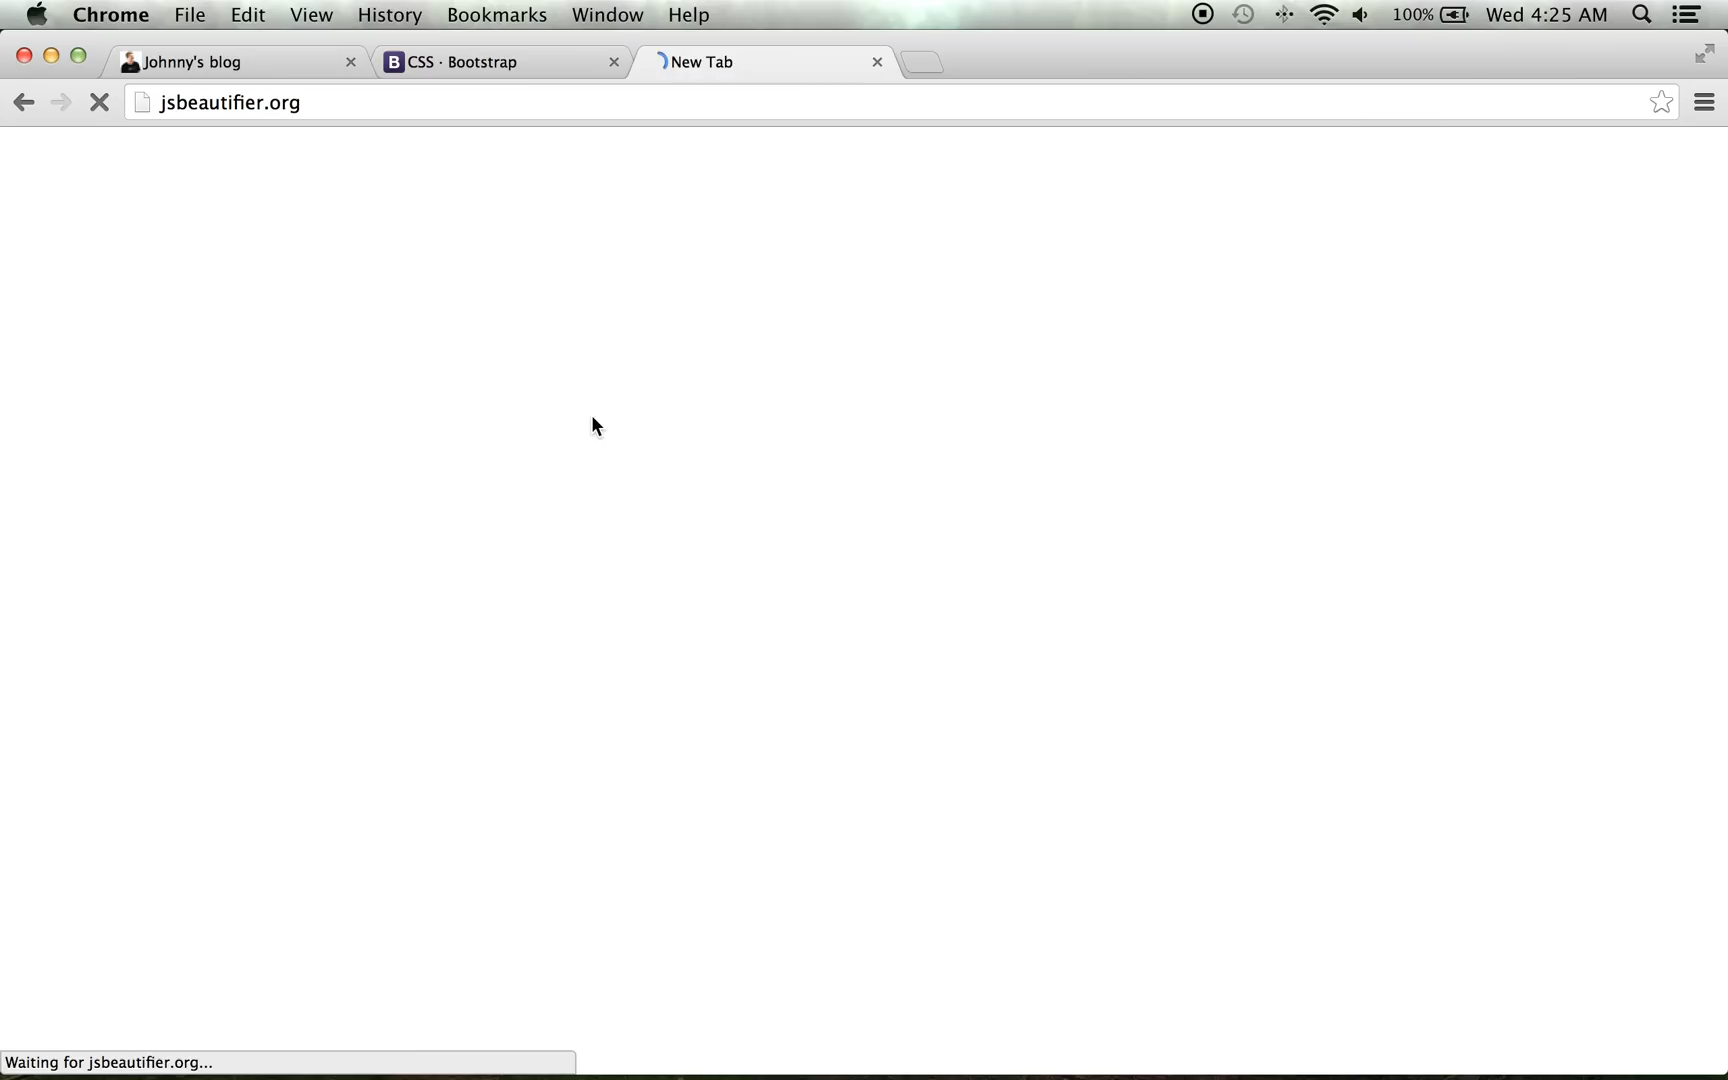 Chrome File Edit View History Bookmarks Window Help 100% Wed 4:25 AM
Johnny's blog B CSS · Bootstrap New Tab
jsbeautifier.org
Waiting for jsbeautifier.org...